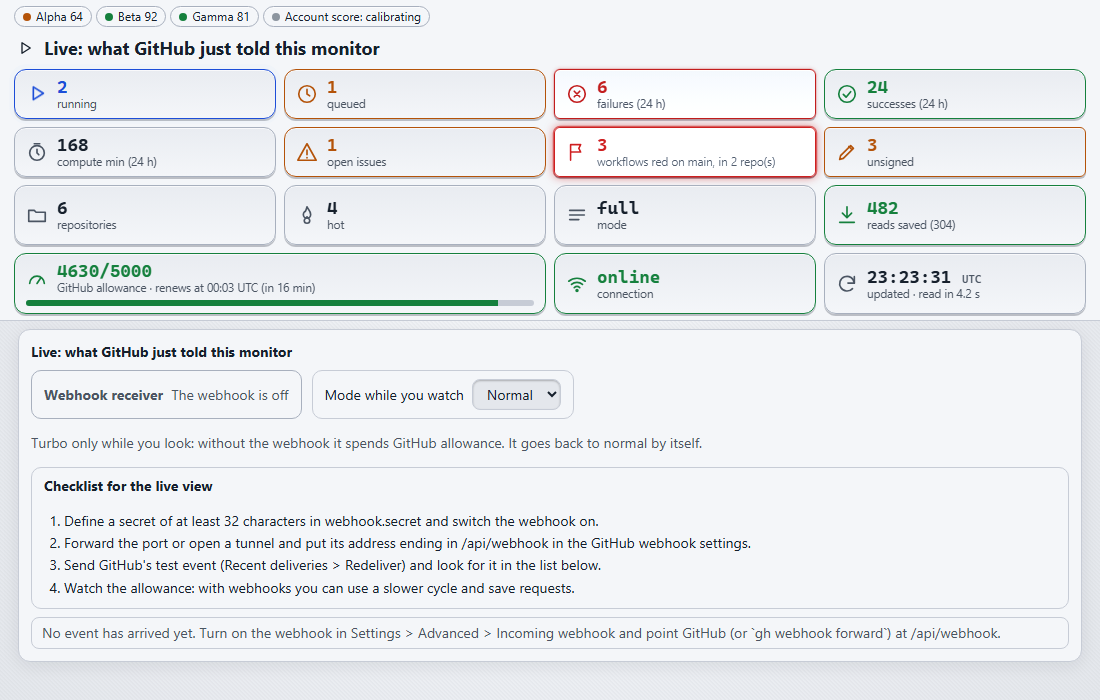 Alpha 64
Beta 92
Gamma 81
Account score: calibrating
Live: what GitHub just told this monitor
2
running
1
queued
6
failures (24 h)
24
successes (24 h)
168
compute min (24 h)
1
open issues
3
workflows red on main, in 2 repo(s)
3
unsigned
6
repositories
4
hot
full
mode
482
reads saved (304)
4630/5000
GitHub allowance · renews at 00:03 UTC (in 16 min)
online
connection
23:23:31 UTC
updated · read in 4.2 s
Live: what GitHub just told this monitor
Webhook receiver The webhook is off
Mode while you watch Normal
Turbo only while you look: without the webhook it spends GitHub allowance. It goes back to normal by itself.
Checklist for the live view
1. Define a secret of at least 32 characters in webhook.secret and switch the webhook on.
2. Forward the port or open a tunnel and put its address ending in /api/webhook in the GitHub webhook settings.
3. Send GitHub's test event (Recent deliveries > Redeliver) and look for it in the list below.
4. Watch the allowance: with webhooks you can use a slower cycle and save requests.
No event has arrived yet. Turn on the webhook in Settings > Advanced > Incoming webhook and point GitHub (or `gh webhook forward`) at /api/webhook.